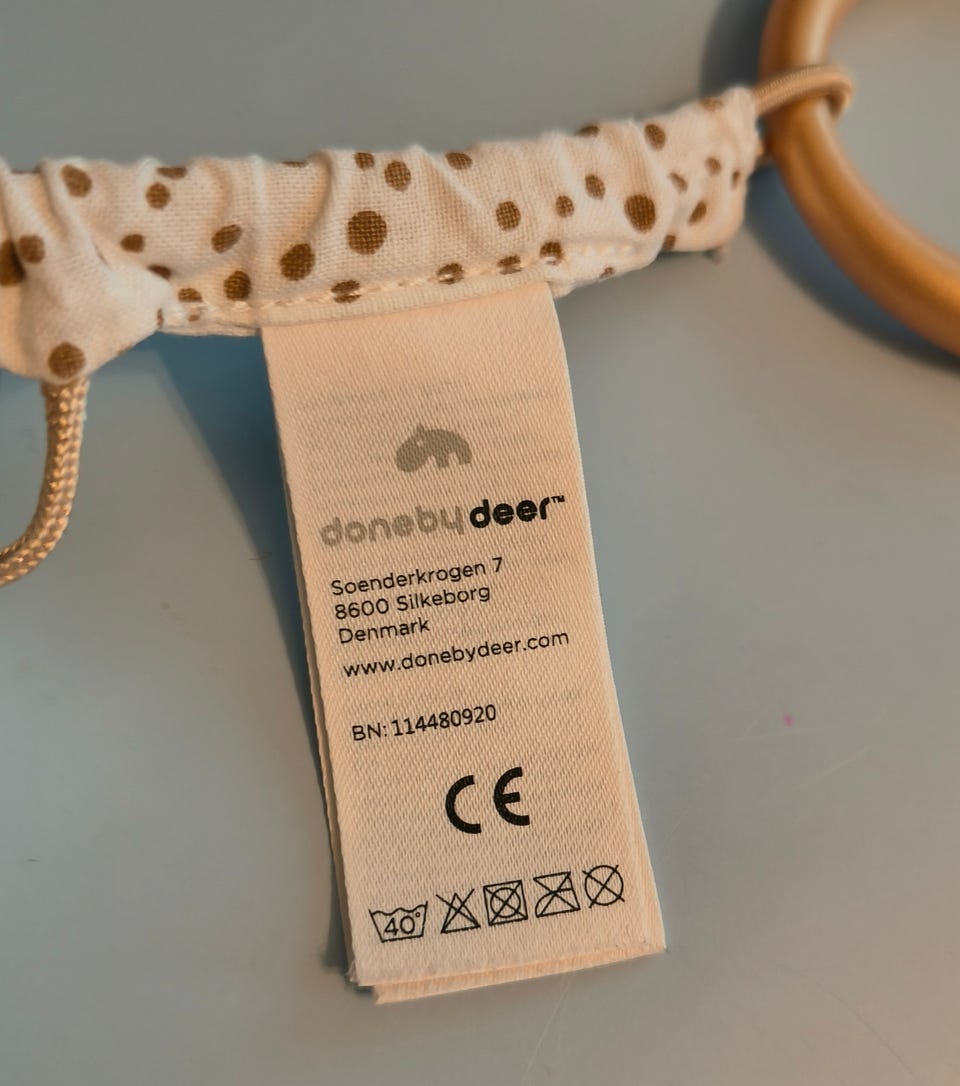 donebydeer™
Soenderkrogen 7
8600 Silkeborg
Denmark
www.donebydeer.com
BN: 114480920
CE
40°